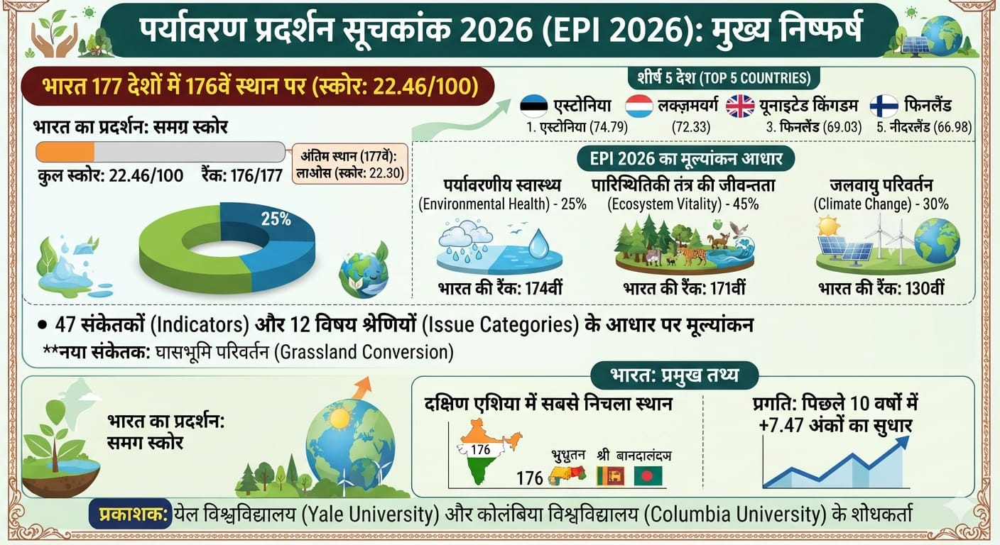 पर्यावरण प्रदर्शन सूचकांक 2026 (EPI 2026): मुख्य निष्फर्ष
भारत 177 देशों में 176वें स्थान पर (स्कोर: 22.46/100)
भारत का प्रदर्शन: समग्र स्कोर
कुल स्कोर: 22.46/100 रैंक: 176/177
अंतिम स्थान (177वें):
लाओस (स्कोर: 22.30)
25%
शीर्ष 5 देश (TOP 5 COUNTRIES)
एस्टोनिया लक्ज़मवर्ग यूनाइटेड किंगडम फिनलैंड
1. एस्टोनिया (74.79) (72.33) 3. फिनलैंड (69.03) 5. नीदरलैंड (66.98)
EPI 2026 का मूल्यांकन आधार
पर्यावरणीय स्वास्थ्य
(Environmental Health) - 25%
भारत की रैंक: 174वीं
पारिस्थितिकी तंत्र की जीवन्तता
(Ecosystem Vitality) - 45%
भारत की रैंक: 171वीं
जलवायु परिवर्तन
(Climate Change) - 30%
भारत की रैंक: 130वीं
• 47 संकेतकों (Indicators) और 12 विषय श्रेणियों (Issue Categories) के आधार पर मूल्यांकन
**नया संकेतक: घासभूमि परिवर्तन (Grassland Conversion)
भारत का प्रदर्शन:
समग स्कोर
भारत: प्रमुख तथ्य
दक्षिण एशिया में सबसे निचला स्थान
176
176
श्री
प्रगति: पिछले 10 वर्षों में
+7.47 अंकों का सुधार
प्रकाशक: येल विश्वविद्यालय (Yale University) और कोलंबिया विश्वविद्यालय (Columbia University) के शोधकर्ता